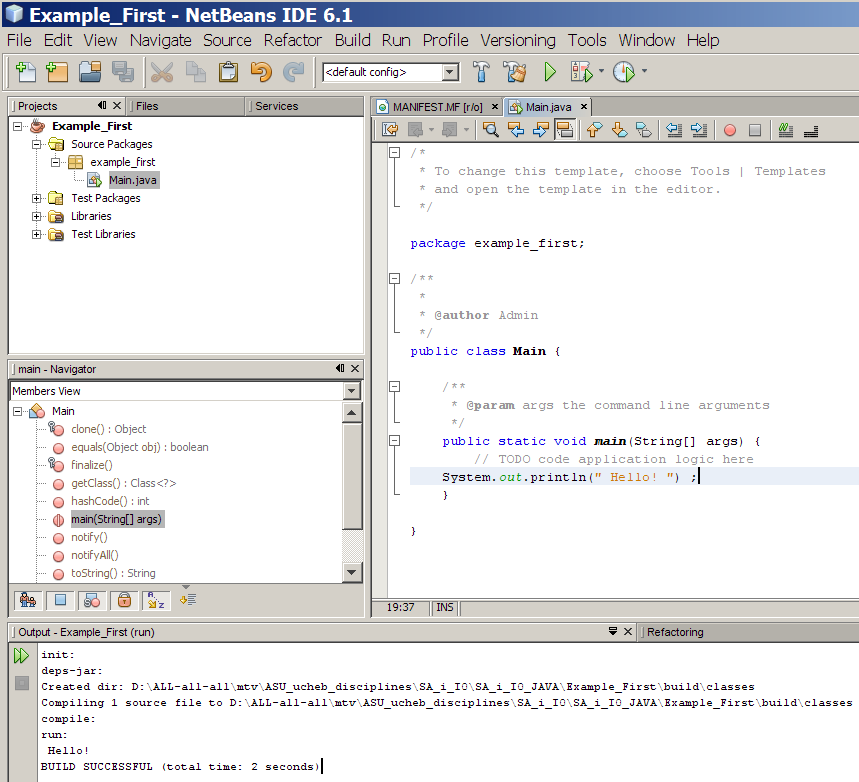 Example_First - NetBeans IDE 6.1
File Edit View Navigate Source Refactor Build Run Profile Versioning Tools Window Help
<default config>
Projects
Files
Services
Example_First
Source Packages
example_first
Main.java
Test Packages
Libraries
Test Libraries
main - Navigator
Members View
Main
clone() : Object
equals(Object obj) : boolean
finalize()
getClass() : Class<?>
hashCode() : int
main(String[] args)
notify()
notifyAll()
toString() : String
MANIFEST.MF [r/o]
Main.java
/*
* To change this template, choose Tools | Templates
* and open the template in the editor.
*/
package example_first;
/**
*
* @author Admin
*/
public class Main {
/**
* @param args the command line arguments
*/
public static void main(String[] args) {
// TODO code application logic here
System.out.println(" Hello! ") ;
}
}
19:37
INS
Output - Example_First (run)
Refactoring
init:
deps-jar:
Created dir: D:\ALL-all-all\mtv\ASU_ucheb_disciplines\SA_i_IO\SA_i_IO_JAVA\Example_First\build\classes
Compiling 1 source file to D:\ALL-all-all\mtv\ASU_ucheb_disciplines\SA_i_IO\SA_i_IO_JAVA\Example_First\build\classes
compile:
run:
Hello!
BUILD SUCCESSFUL (total time: 2 seconds)